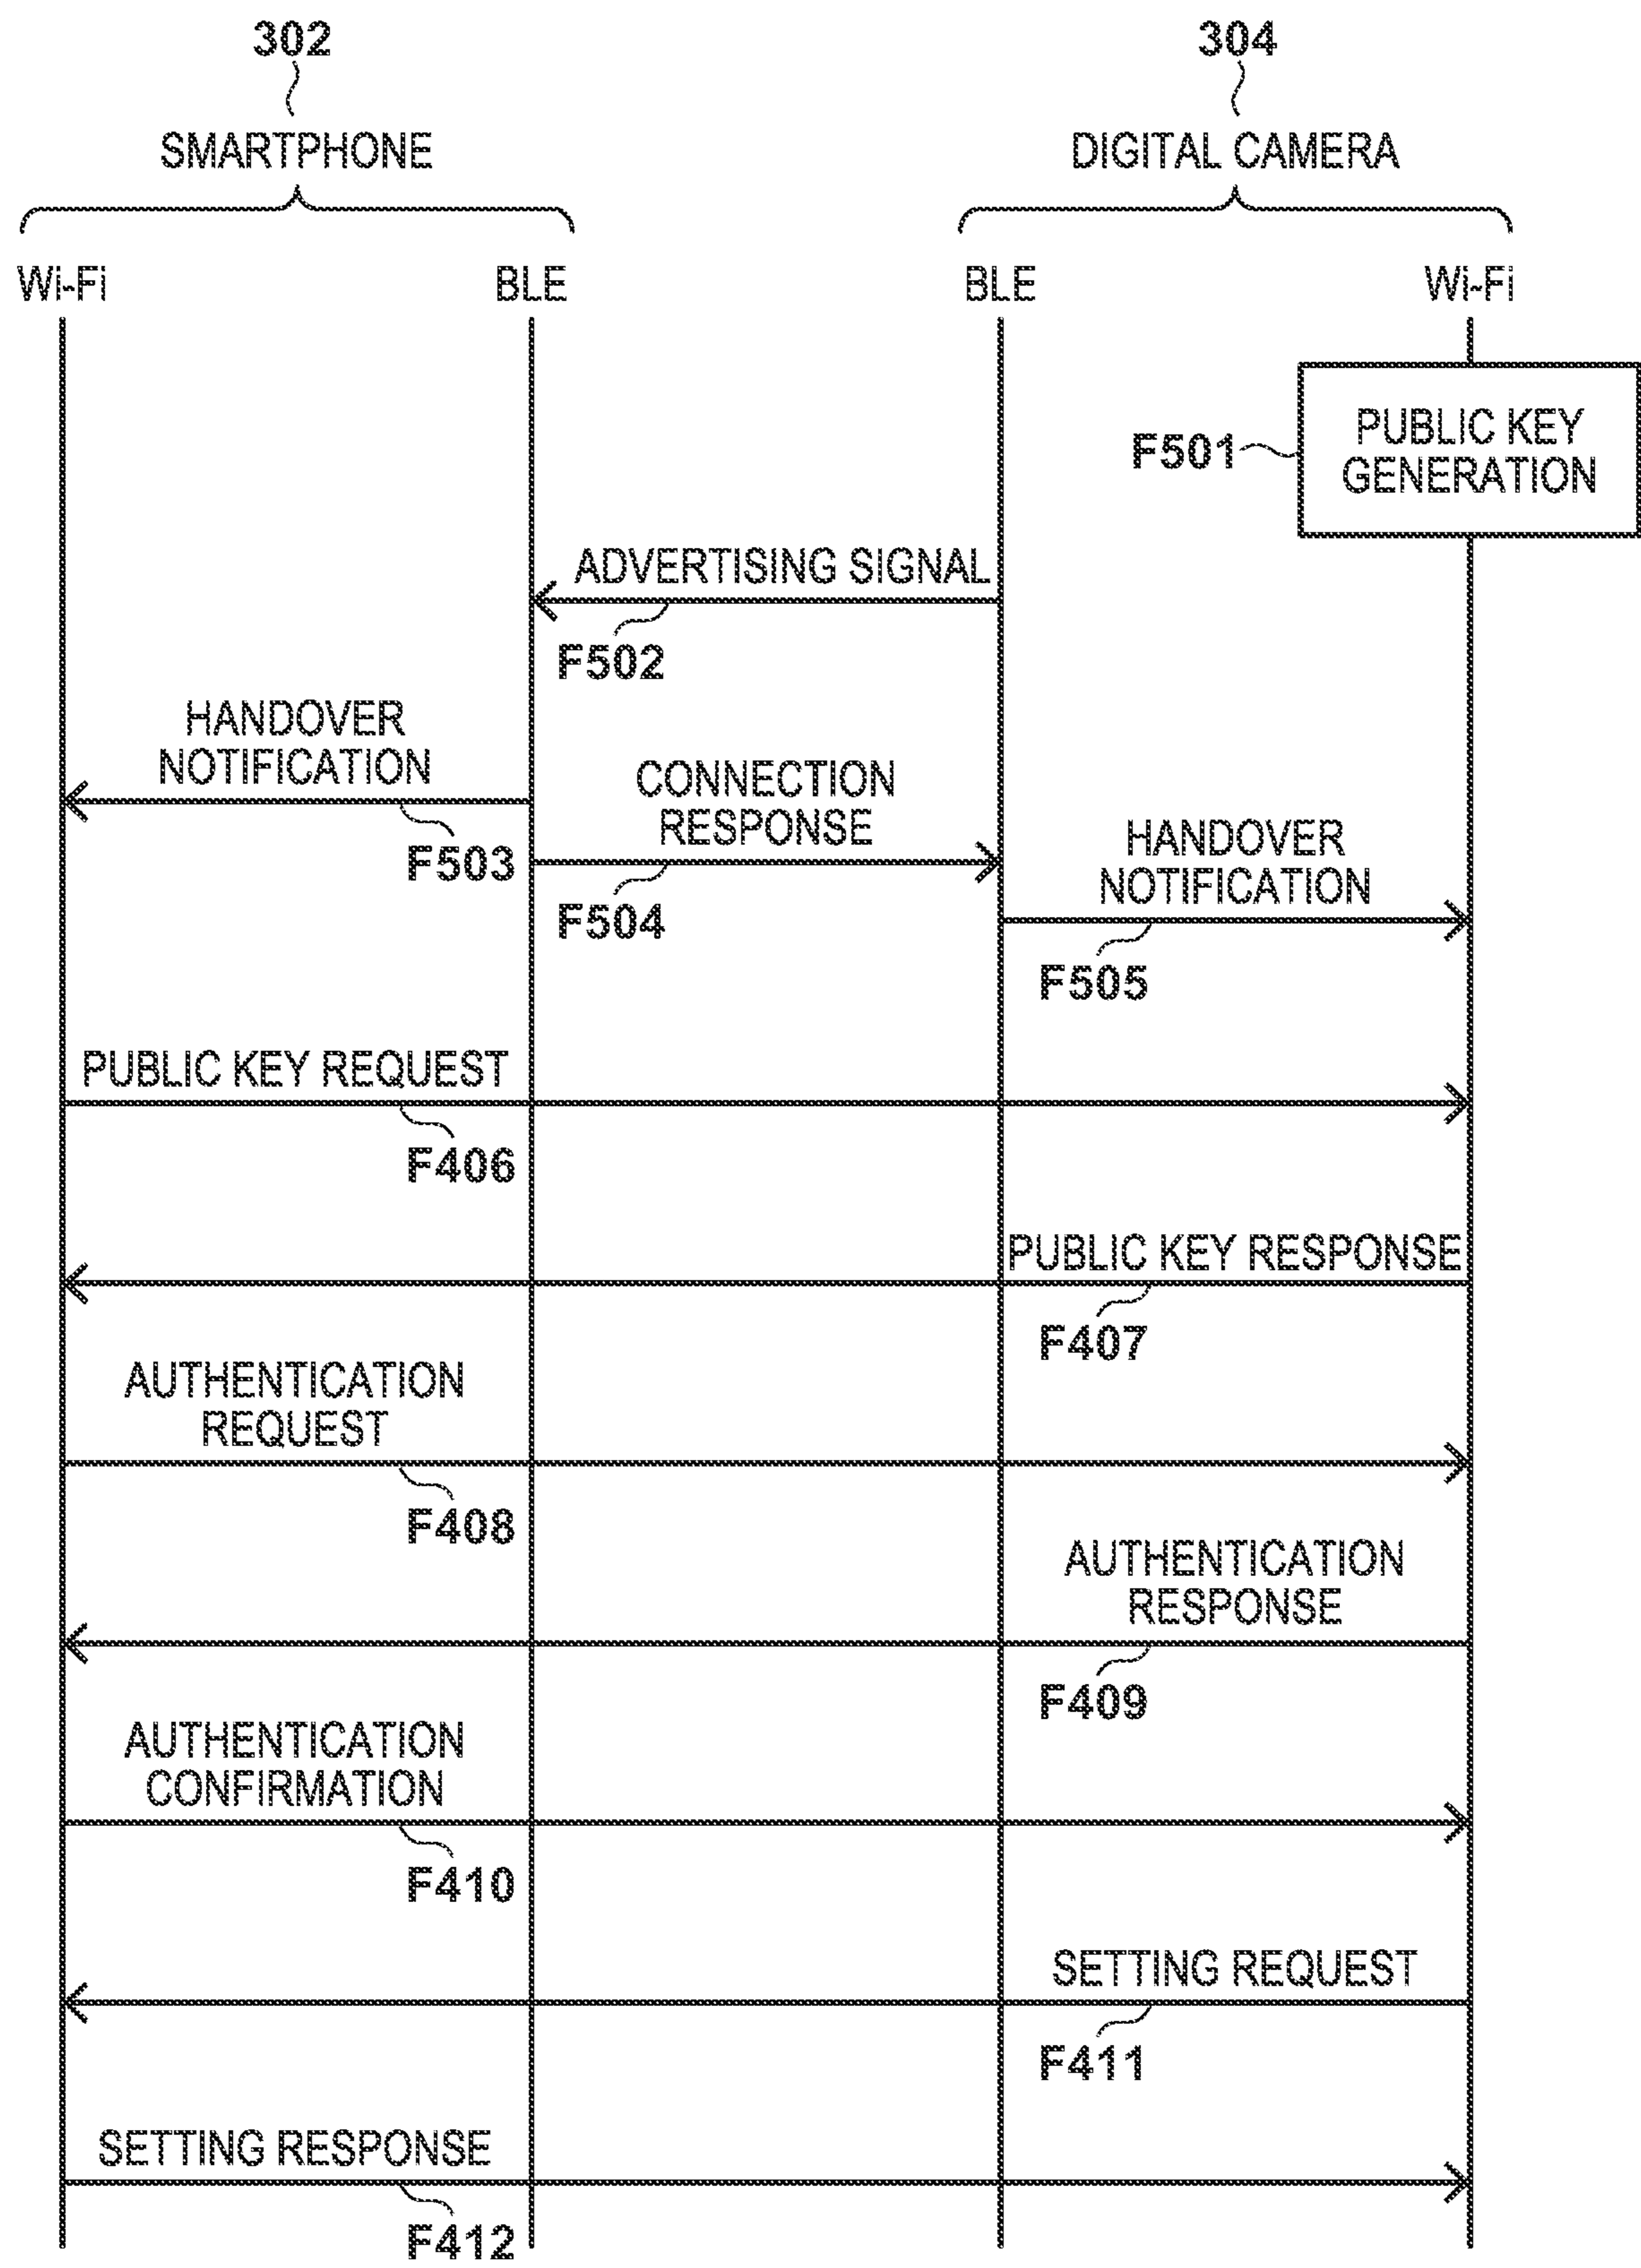 302
304
SMARTPHONE
DIGITAL CAMERA
Wi-Fi
BLE
BLE
Wi-Fi
F501
PUBLIC KEY
GENERATION
ADVERTISING SIGNAL
F502
HANDOVER
NOTIFICATION
F503
CONNECTION
RESPONSE
F504
HANDOVER
NOTIFICATION
F505
PUBLIC KEY REQUEST
F406
PUBLIC KEY RESPONSE
F407
AUTHENTICATION
REQUEST
F408
AUTHENTICATION
RESPONSE
F409
AUTHENTICATION
CONFIRMATION
F410
SETTING REQUEST
F411
SETTING RESPONSE
F412